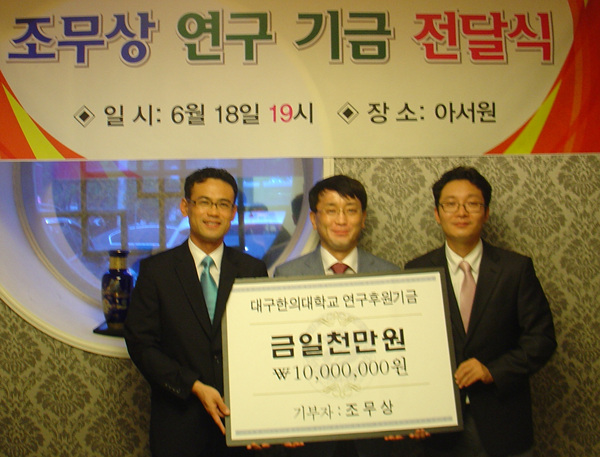 조무상 연구 기금 전달식
◈ 일 시: 6월 18일 19시 ◈ 장 소: 아서원
대구한의대학교 연구후원기금
금일천만원
₩10,000,000원
기부자 : 조무상